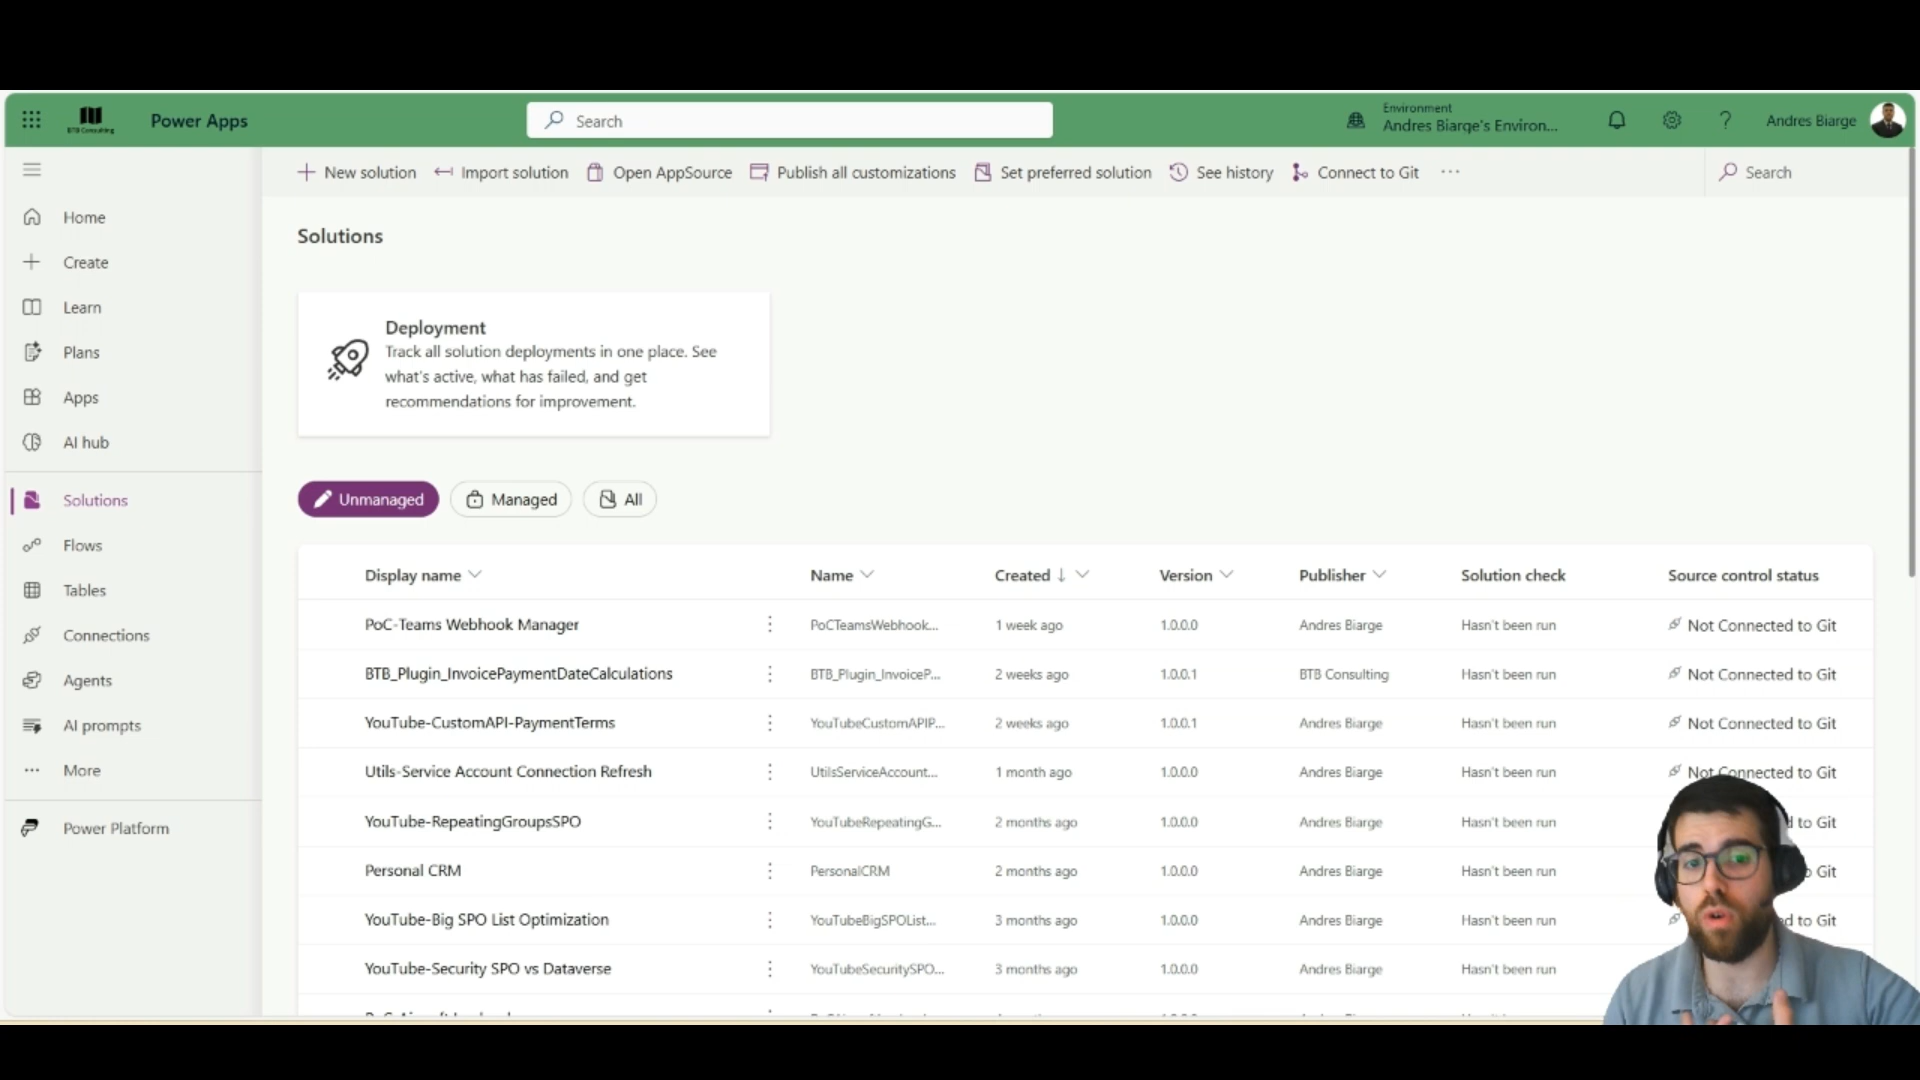 BTB Consulting
Power Apps
Search
Environment
Andres Biarge's Environ...
Andres Biarge
New solution
Import solution
Open AppSource
Publish all customizations
Set preferred solution
See history
Connect to Git
Search
Home
Create
Learn
Plans
Apps
AI hub
Solutions
Flows
Tables
Connections
Agents
AI prompts
More
Power Platform
Solutions
Deployment
Track all solution deployments in one place. See
what's active, what has failed, and get
recommendations for improvement.
Unmanaged Managed All
Display name Name Created Version Publisher Solution check Source control status
PoC-Teams Webhook Manager PoCTeamsWebhook... 1 week ago 1.0.0.0 Andres Biarge Hasn't been run Not Connected to Git
BTB_Plugin_InvoicePaymentDateCalculations BTB_Plugin_InvoiceP... 2 weeks ago 1.0.0.1 BTB Consulting Hasn't been run Not Connected to Git
YouTube-CustomAPI-PaymentTerms YouTubeCustomAPIP... 2 weeks ago 1.0.0.1 Andres Biarge Hasn't been run Not Connected to Git
Utils-Service Account Connection Refresh UtilsServiceAccount... 1 month ago 1.0.0.0 Andres Biarge Hasn't been run Not Connected to Git
YouTube-RepeatingGroupsSPO YouTubeRepeatingG... 2 months ago 1.0.0.0 Andres Biarge Hasn't been run to Git
Personal CRM PersonalCRM 2 months ago 1.0.0.0 Andres Biarge Hasn't been run Git
YouTube-Big SPO List Optimization YouTubeBigSPOList... 3 months ago 1.0.0.0 Andres Biarge Hasn't been run to Git
YouTube-Security SPO vs Dataverse YouTubeSecuritySPO... 3 months ago 1.0.0.0 Andres Biarge Hasn't been run